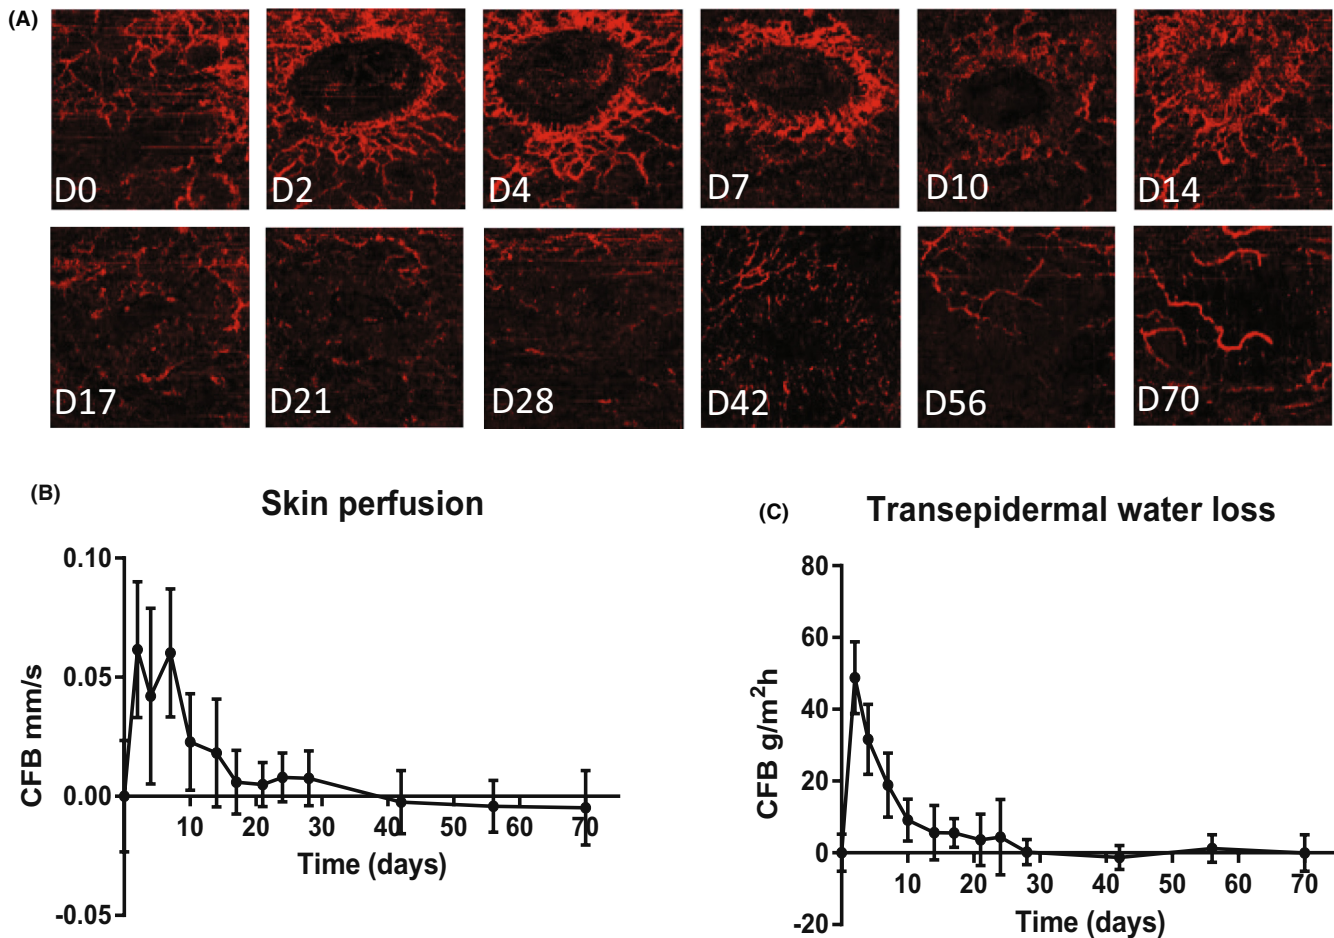 (A)
D0 D2 D4 D7 D10 D14
D17 D21 D28 D42 D56 D70
(B)
Skin perfusion
0.10
0.05
0.00
-0.05
CFB mm/s
10 20 30 40 50 60 70
Time (days)
(C)
Transepidermal water loss
80
60
40
20
0
-20
CFB g/m²h
10 20 30 40 50 60 70
Time (days)